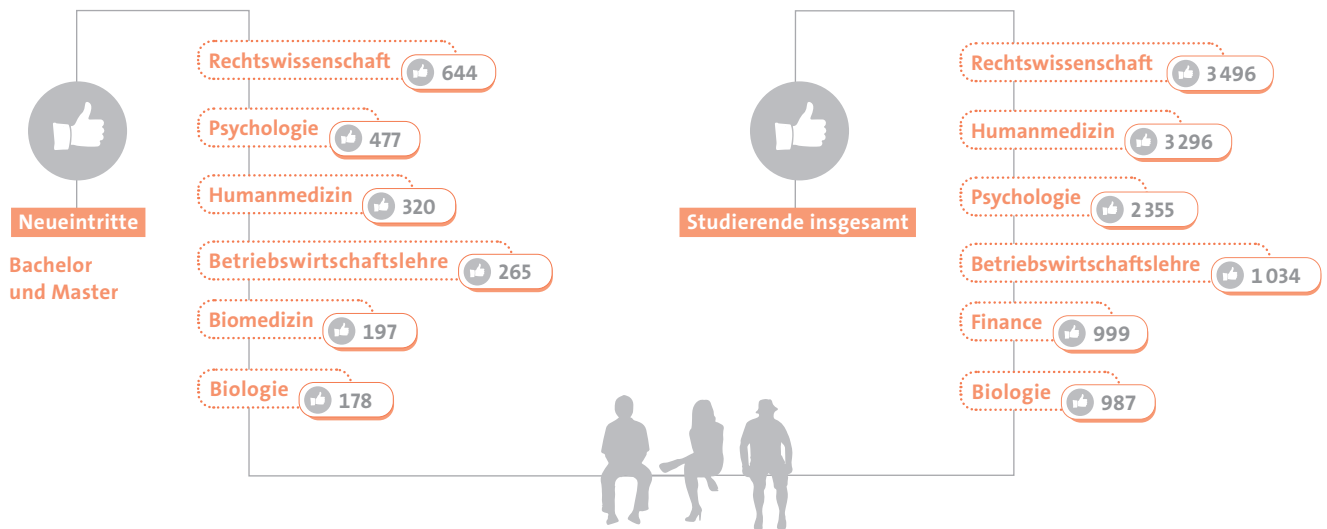 Neueintritte
Bachelor
und Master
Rechtswissenschaft 644
Psychologie 477
Humanmedizin 320
Betriebswirtschaftslehre 265
Biomedizin 197
Biologie 178
Studierende insgesamt
Rechtswissenschaft 3 496
Humanmedizin 3 296
Psychologie 2 355
Betriebswirtschaftslehre 1 034
Finance 999
Biologie 987